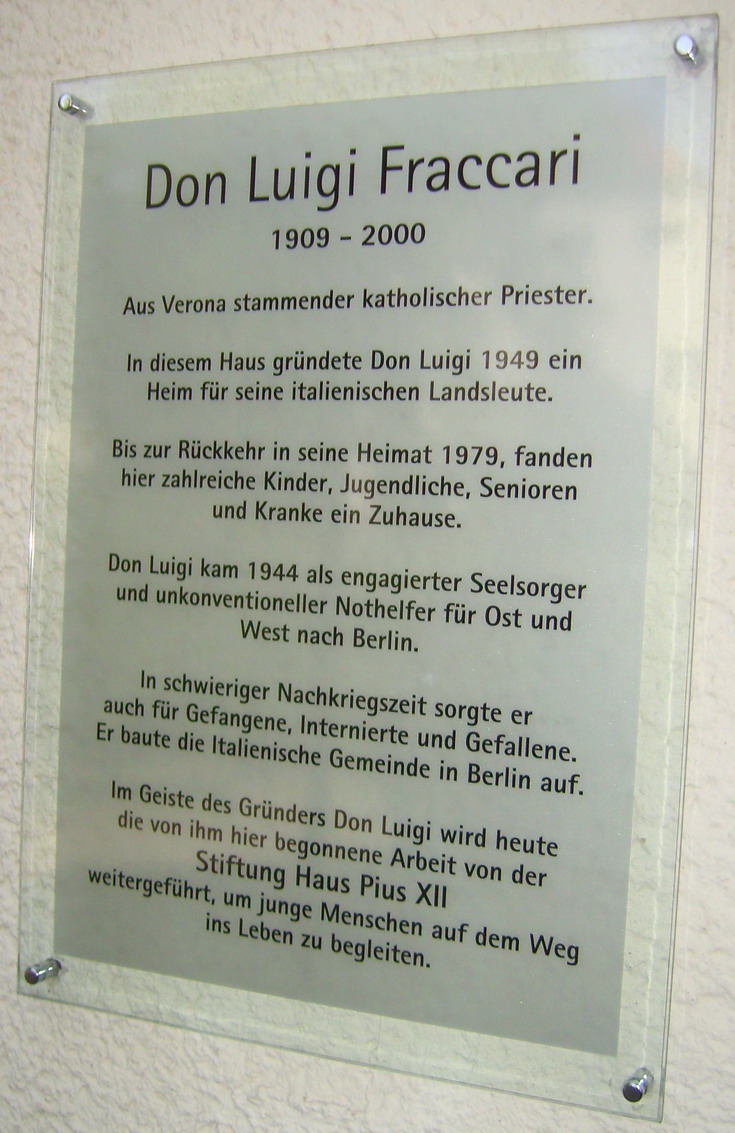 Don Luigi Fraccari
1909 – 2000
Aus Verona stammender katholischer Priester.
In diesem Haus gründete Don Luigi 1949 ein
Heim für seine italienischen Landsleute.
Bis zur Rückkehr in seine Heimat 1979, fanden
hier zahlreiche Kinder, Jugendliche, Senioren
und Kranke ein Zuhause.
Don Luigi kam 1944 als engagierter Seelsorger
und unkonventioneller Nothelfer für Ost und
West nach Berlin.
In schwieriger Nachkriegszeit sorgte er
auch für Gefangene, Internierte und Gefallene.
Er baute die Italienische Gemeinde in Berlin auf.
Im Geiste des Gründers Don Luigi wird heute
die von ihm hier begonnene Arbeit von der
Stiftung Haus Pius XII
weitergeführt, um junge Menschen auf dem Weg
ins Leben zu begleiten.